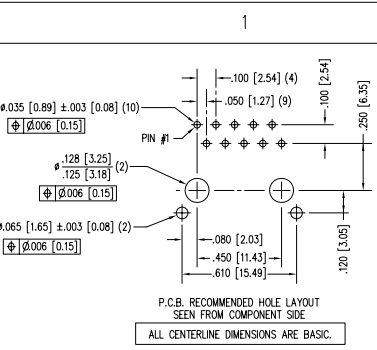 1
.100 [2.54] (4)
.050 [1.27] (9)
.100 [2.54]
.250 [6.35]
ø.035 [0.89] ±.003 [0.08] (10)
⌖ Ø.006 [0.15]
PIN #1
ø .128 [3.25]
.125 [3.18] (2)
⌖ Ø.006 [0.15]
ø.065 [1.65] ±.003 [0.08] (2)
⌖ Ø.006 [0.15]
.080 [2.03]
.450 [11.43]
.610 [15.49]
.120 [3.05]
P.C.B. RECOMMENDED HOLE LAYOUT
SEEN FROM COMPONENT SIDE
ALL CENTERLINE DIMENSIONS ARE BASIC.